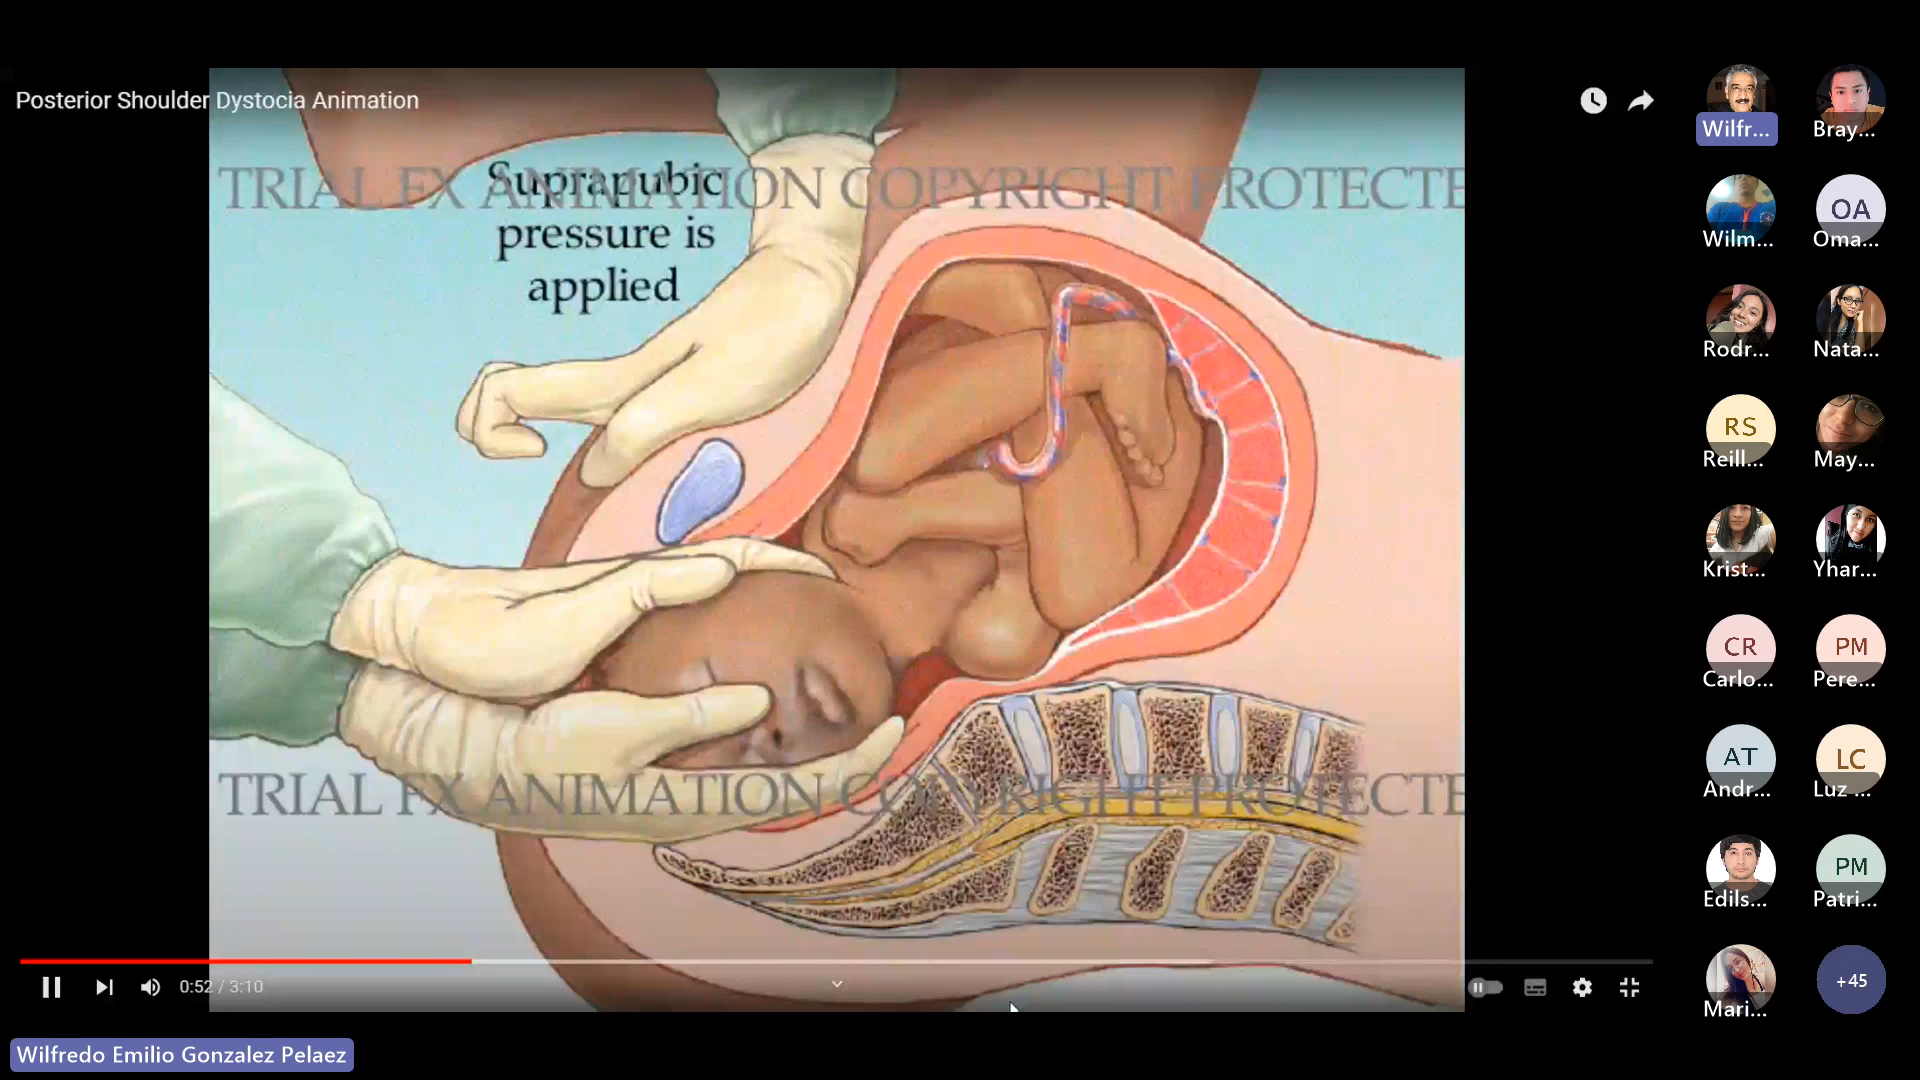 Posterior Shoulder Dystocia Animation
TRIAL FX ANIMATION COPYRIGHT PROTECTE
Suprapubic
pressure is
applied
TRIAL FX ANIMATION COPYRIGHT PROTECTE
0:52 / 3:10
Wilfredo Emilio Gonzalez Pelaez
Wilfr...
Bray...
Wilm...
OA
Oma...
Rodr...
Nata...
RS
Reill...
May...
Krist...
Yhar...
CR
Carlo...
PM
Pere...
AT
Andr...
LC
Luz ...
Edils...
PM
Patri...
Mari...
+45